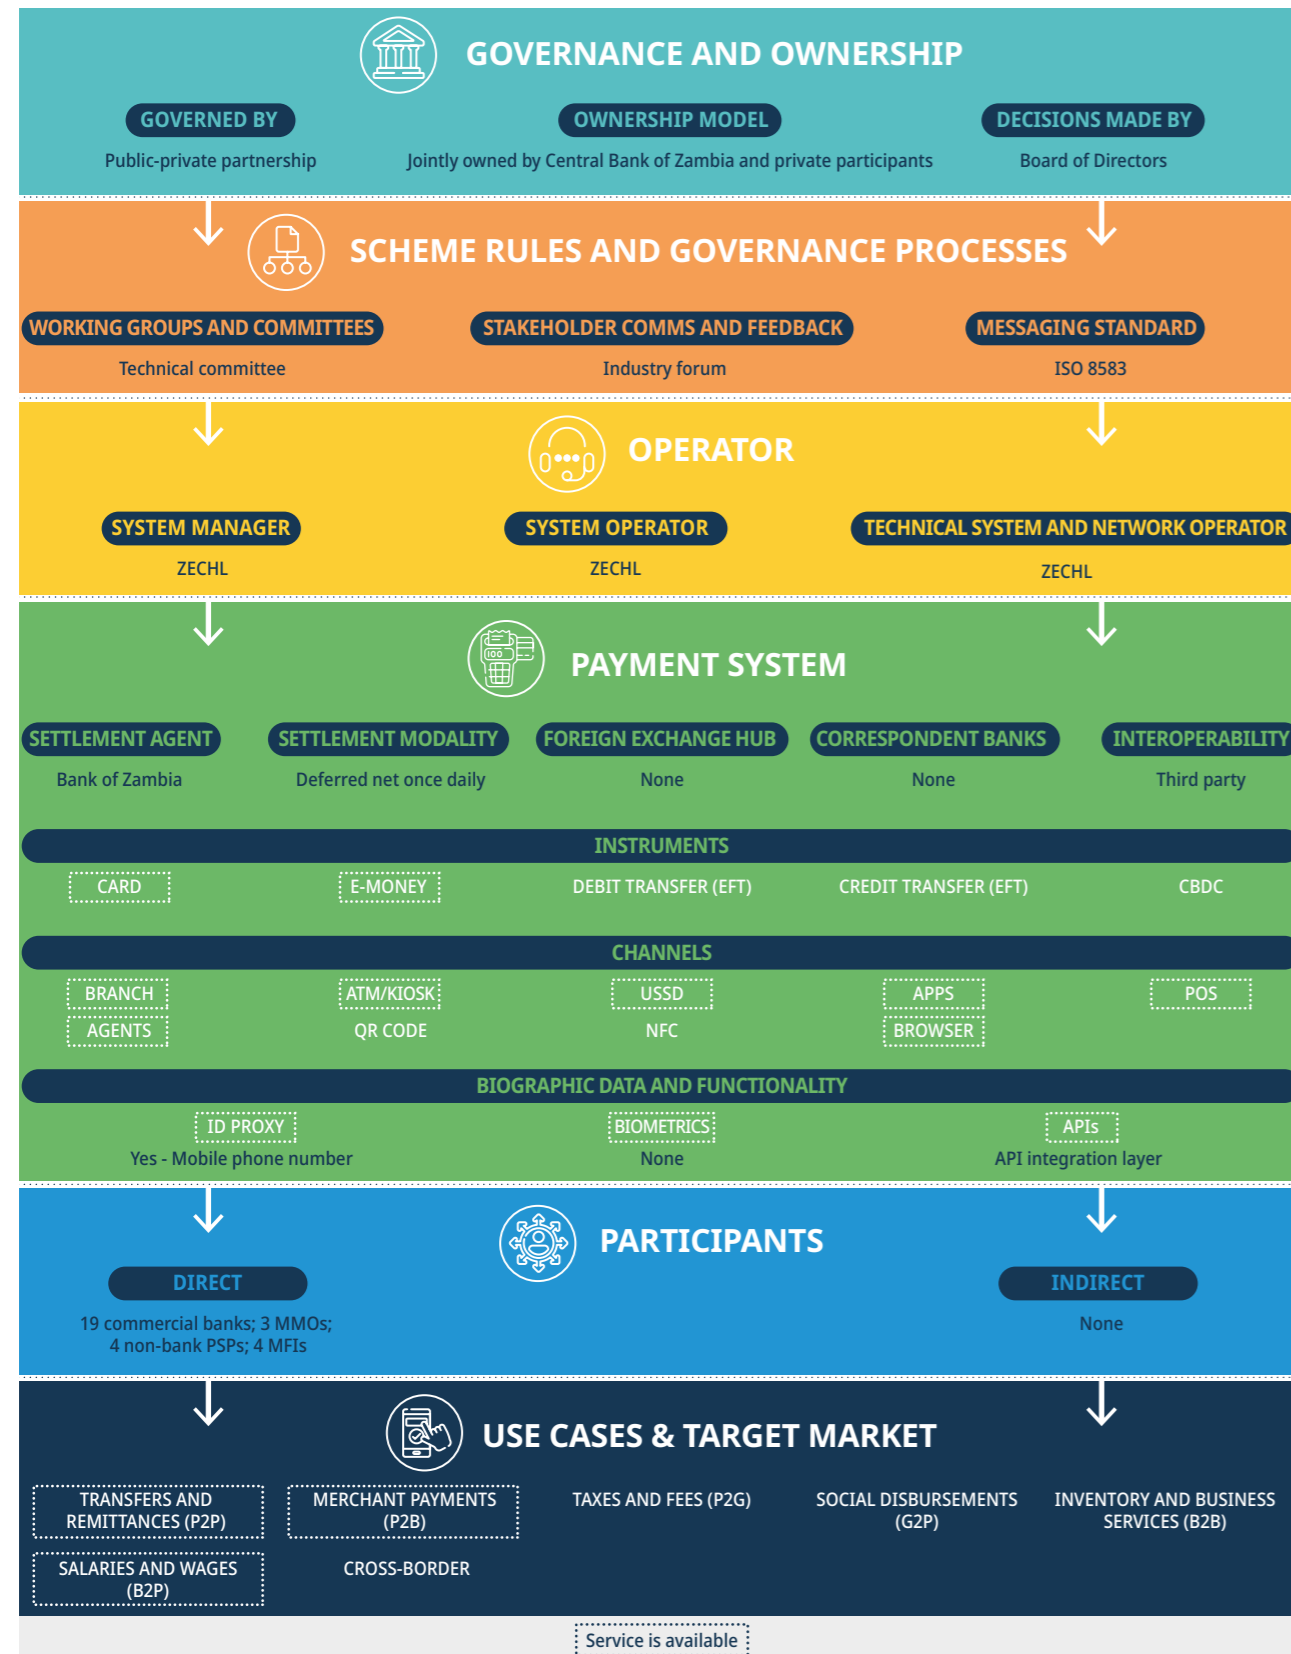 GOVERNANCE AND OWNERSHIP
GOVERNED BY
Public-private partnership
OWNERSHIP MODEL
Jointly owned by Central Bank of Zambia and private participants
DECISIONS MADE BY
Board of Directors
SCHEME RULES AND GOVERNANCE PROCESSES
WORKING GROUPS AND COMMITTEES
Technical committee
STAKEHOLDER COMMS AND FEEDBACK
Industry forum
MESSAGING STANDARD
ISO 8583
OPERATOR
SYSTEM MANAGER
ZECHL
SYSTEM OPERATOR
ZECHL
TECHNICAL SYSTEM AND NETWORK OPERATOR
ZECHL
100
PAYMENT SYSTEM
SETTLEMENT AGENT
Bank of Zambia
SETTLEMENT MODALITY
Deferred net once daily
FOREIGN EXCHANGE HUB
None
CORRESPONDENT BANKS
None
INTEROPERABILITY
Third party
INSTRUMENTS
CARD
E-MONEY
DEBIT TRANSFER (EFT)
CREDIT TRANSFER (EFT)
CBDC
CHANNELS
BRANCH
ATM/KIOSK
USSD
APPS
POS
AGENTS
QR CODE
NFC
BROWSER
BIOGRAPHIC DATA AND FUNCTIONALITY
ID PROXY
Yes - Mobile phone number
BIOMETRICS
None
APIs
API integration layer
PARTICIPANTS
DIRECT
19 commercial banks; 3 MMOs;
4 non-bank PSPs; 4 MFIs
INDIRECT
None
USE CASES & TARGET MARKET
TRANSFERS AND
REMITTANCES (P2P)
MERCHANT PAYMENTS
(P2B)
TAXES AND FEES (P2G)
SOCIAL DISBURSEMENTS
(G2P)
INVENTORY AND BUSINESS
SERVICES (B2B)
SALARIES AND WAGES
(B2P)
CROSS-BORDER
Service is available